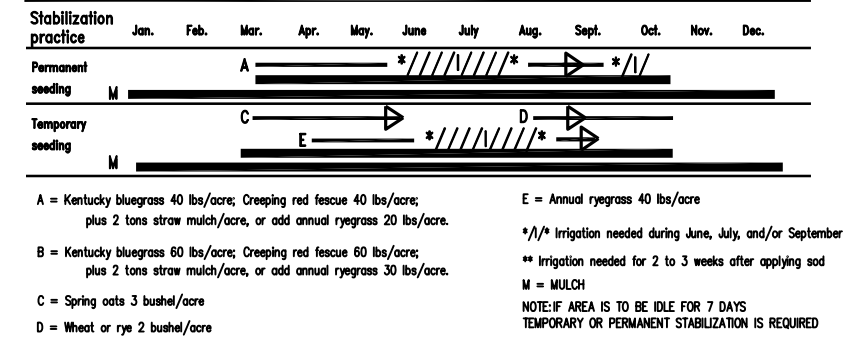 Stabilization
practice
Jan. Feb. Mar. Apr. May. June July Aug. Sept. Oct. Nov. Dec.
Permanent
seeding
A * / / / / | / / / / * * / | /
M
Temporary
seeding
C D
E * / / / / | / / / / *
M
A = Kentucky bluegrass 40 lbs/acre; Creeping red fescue 40 lbs/acre;
plus 2 tons straw mulch/acre, or add annual ryegrass 20 lbs/acre.
B = Kentucky bluegrass 60 lbs/acre; Creeping red fescue 60 lbs/acre;
plus 2 tons straw mulch/acre, or add annual ryegrass 30 lbs/acre.
C = Spring oats 3 bushel/acre
D = Wheat or rye 2 bushel/acre
E = Annual ryegrass 40 lbs/acre
*/|/* Irrigation needed during June, July, and/or September
** Irrigation needed for 2 to 3 weeks after applying sod
M = MULCH
NOTE: IF AREA IS TO BE IDLE FOR 7 DAYS
TEMPORARY OR PERMANENT STABILIZATION IS REQUIRED